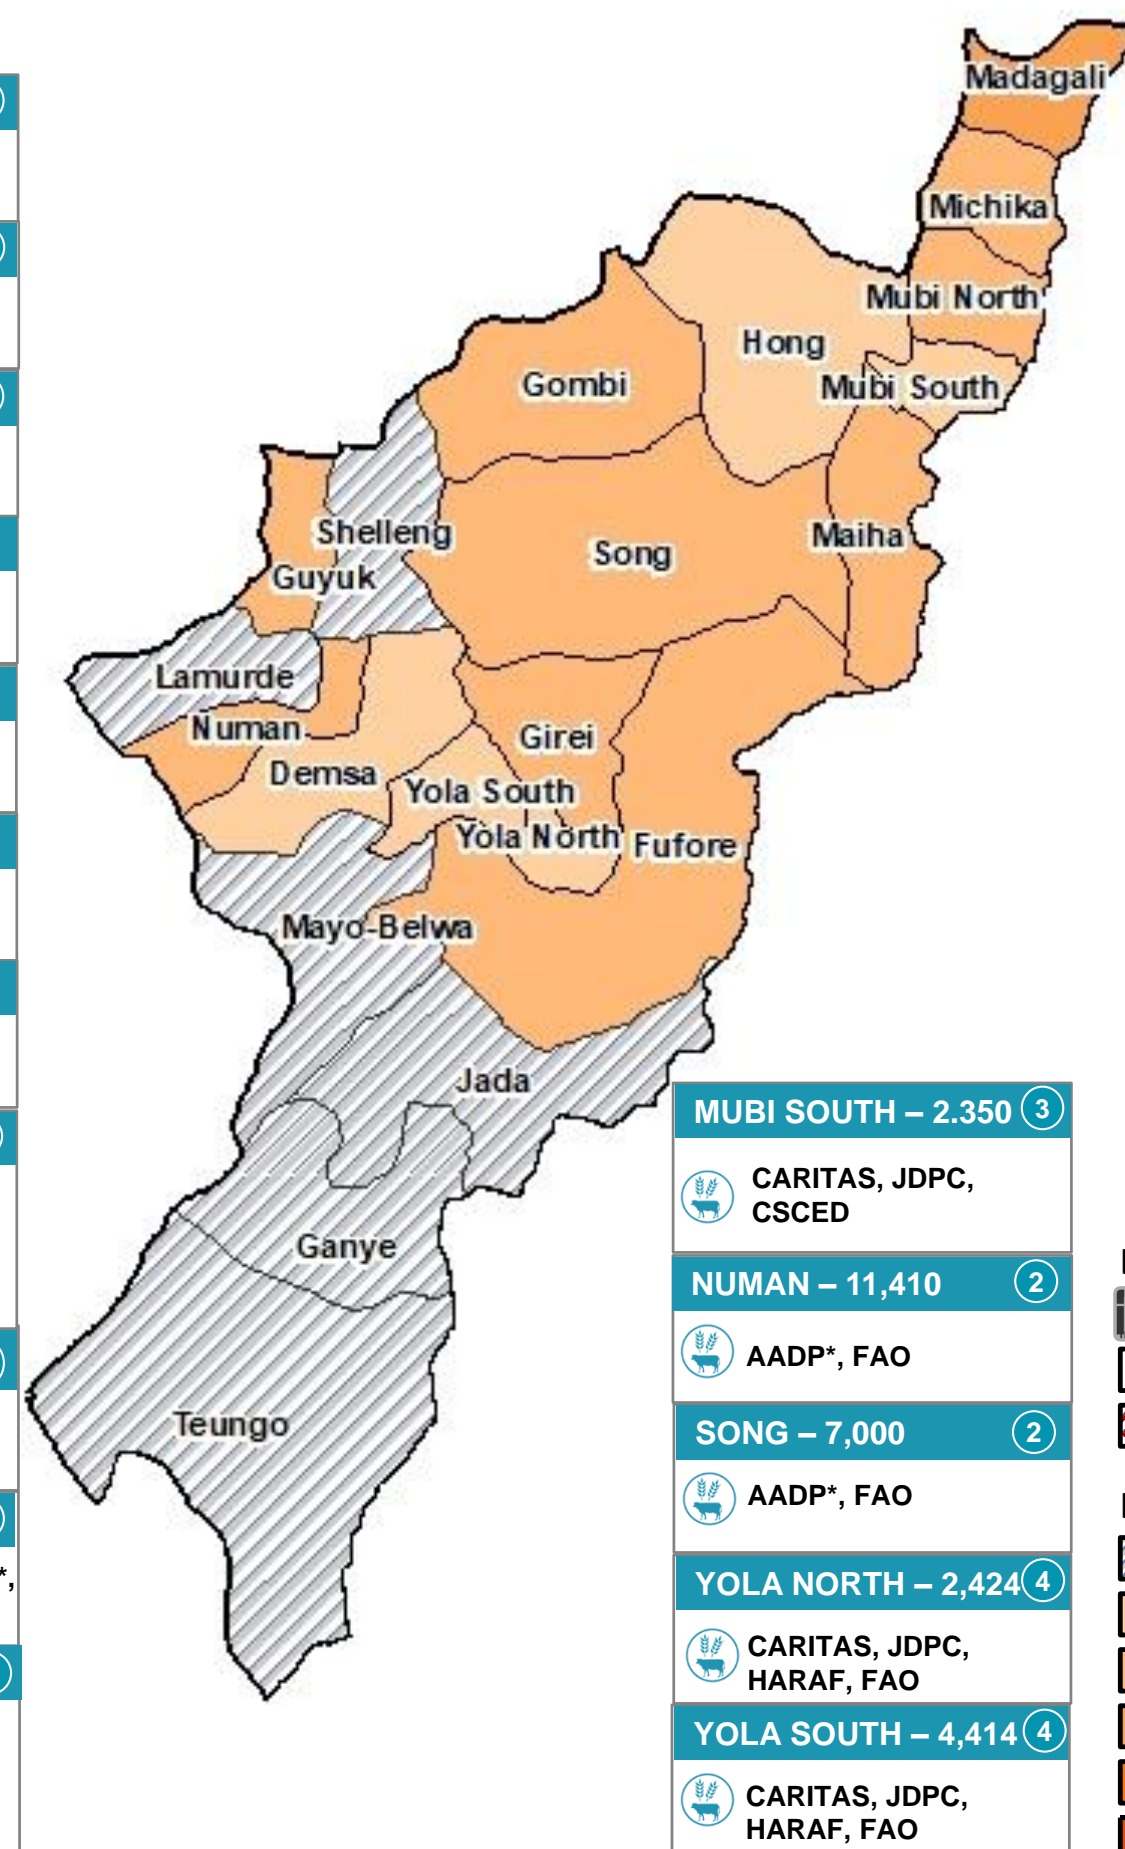 Madagali
Michika
Mubi North
Hong
Mubi South
Gombi
Shelleng
Song
Maiha
Guyuk
Lamurde
Numan
Girei
Demsa
Yola South
Yola North
Fufore
Mayo-Belwa
Jada
Ganye
Teungo
MUBI SOUTH – 2.350 3
CARITAS, JDPC,
CSCED
NUMAN – 11,410 2
AADP*, FAO
SONG – 7,000 2
AADP*, FAO
YOLA NORTH – 2,424 4
CARITAS, JDPC,
HARAF, FAO
YOLA SOUTH – 4,414 4
CARITAS, JDPC,
HARAF, FAO
*,